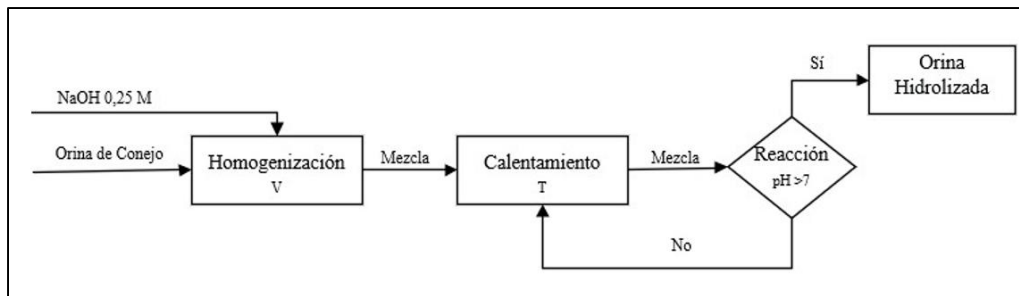 NaOH 0,25 M
Orina de Conejo
Homogenización
V
Mezcla
Calentamiento
T
Mezcla
Reacción
pH >7
Sí
Orina
Hidrolizada
No